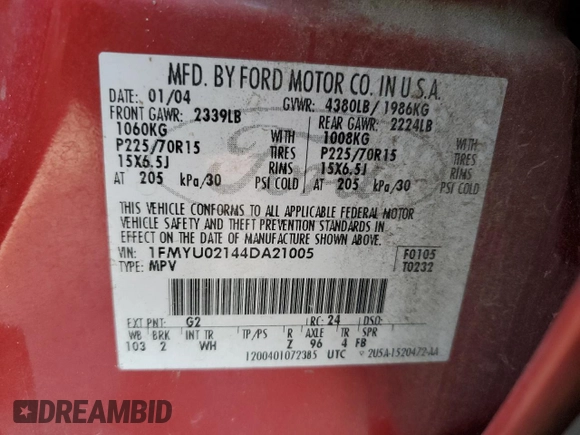 MFD. BY FORD MOTOR CO. IN U.S.A.
DATE: 01/04 GVWR: 4380LB/ 1986KG
FRONT GAWR: 2339LB REAR GAWR: 2224LB
1060KG WITH 1008KG WITH
P225/70R15 TIRES P225/70R15 TIRES
15X6.5J RIMS 15X6.5J RIMS
AT 205 kPa/30 PSI COLD AT 205 kPa/30 PSI COLD
THIS VEHICLE CONFORMS TO ALL APPLICABLE FEDERAL MOTOR
VEHICLE SAFETY AND THEFT PREVENTION STANDARDS IN
EFFECT ON THE DATE OF MANUFACTURE SHOWN ABOVE.
VIN: 1FMYU02144DA21005 F0105
TYPE: MPV T0232
EXT PNT: G2 RC: 24 DSO:
WB BRK INT TR TP/PS R AXLE TR SPR
103 2 WH Z 96 4 FB
1200401072385 UTC 2U5A-1520472-AA
Ford
DREAMBID